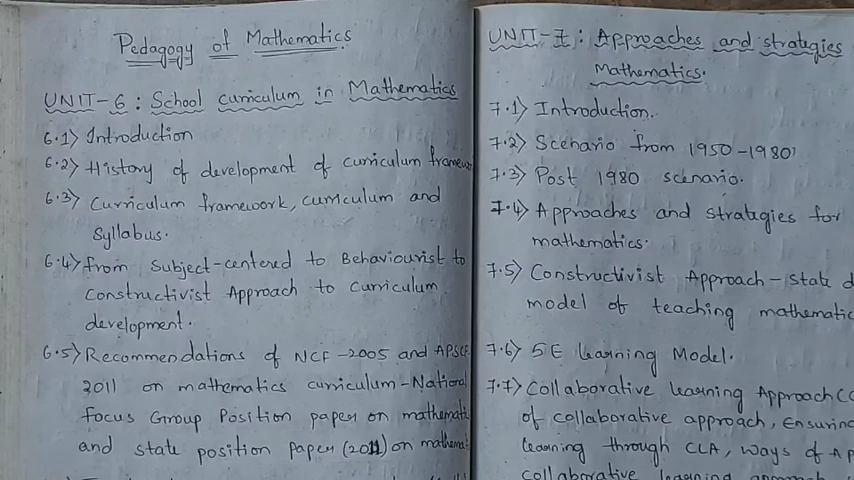 Pedagogy of Mathematics
UNIT-6 : School curriculum in Mathematics
6.1) Introduction
6.2) History of development of curriculum framew
6.3) Curriculum framework, curriculum and
syllabus.
6.4) from subject-centered to Behaviourist to
Constructivist Approach to curriculum
development.
6.5) Recommendations of NCF-2005 and APSCF
2011 on mathematics curriculum-National
Focus Group Position paper on mathemati
and state position paper (2011) on mathemat
UNIT-7 : Approaches and strategies
Mathematics.
7.1) Introduction.
7.2) Scenario from 1950-1980
7.3) Post 1980 scenario.
7.4) Approaches and strategies for
mathematics.
7.5) Constructivist Approach-state d
model of teaching mathematic
7.6) 5E learning Model.
7.7) Collaborative learning Approach (C
of collaborative approach, Ensuring
learning through CLA, ways of Ap
collaborative learning approach